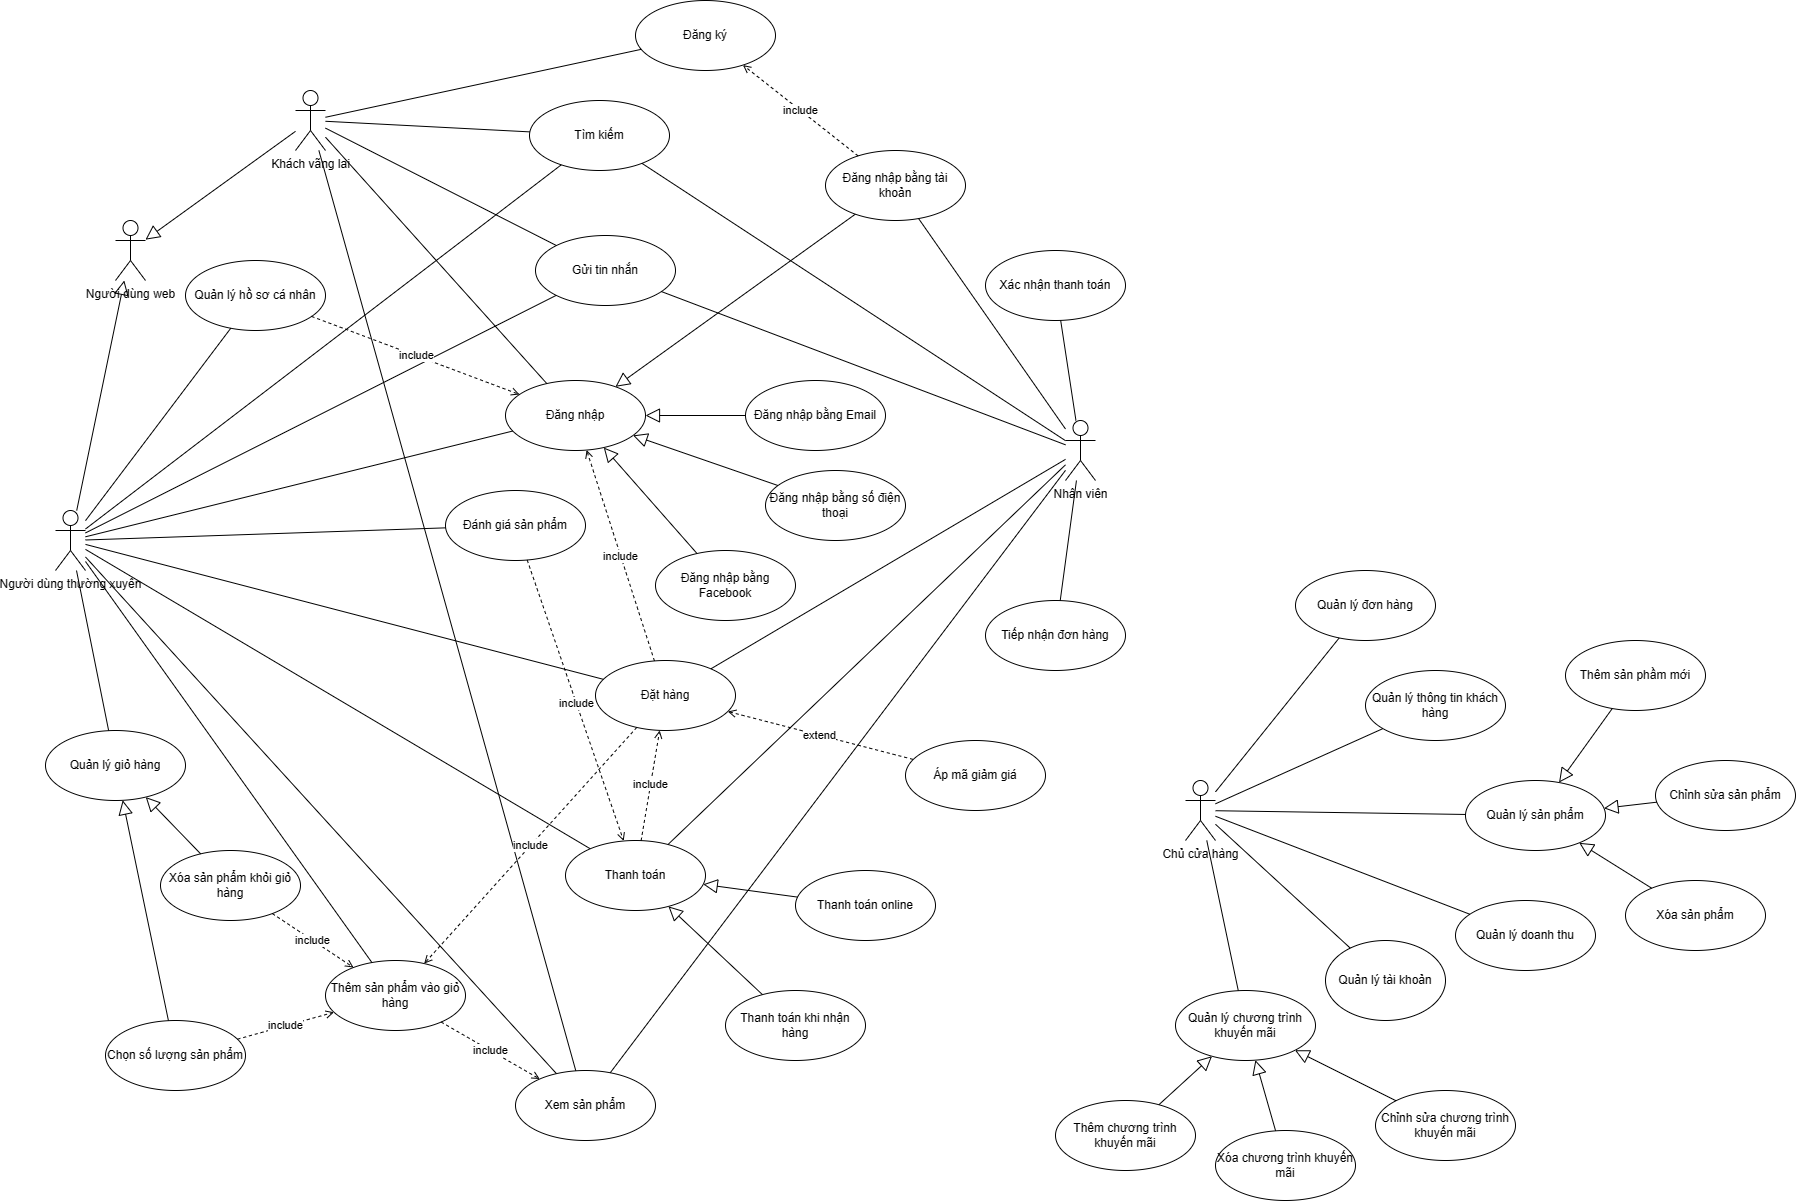 Đăng ký
include
Khách vãng lai
Tìm kiếm
Đăng nhập bằng tài
khoản
Người dùng web
Quản lý hồ sơ cá nhân
Gửi tin nhắn
Xác nhận thanh toán
include
Đăng nhập
Đăng nhập bằng Email
Nhân viên
Đăng nhập bằng số điện
thoại
Đánh giá sản phẩm
include
Người dùng thường xuyên
Đăng nhập bằng
Facebook
Tiếp nhận đơn hàng
Quản lý đơn hàng
Đặt hàng
include
Thêm sản phầm mới
Quản lý thông tin khách
hàng
extend
Quản lý giỏ hàng
include
Áp mã giảm giá
Chỉnh sửa sản phẩm
Quản lý sản phẩm
include
Chủ cửa hàng
Xóa sản phẩm khỏi giỏ
hàng
Thanh toán
Thanh toán online
Xóa sản phẩm
include
Quản lý doanh thu
Thêm sản phẩm vào giỏ
hàng
Quản lý tài khoản
include
Thanh toán khi nhận
hàng
Quản lý chương trình
khuyến mãi
Chọn số lượng sản phẩm
include
Xem sản phẩm
Thêm chương trình
khuyến mãi
Chỉnh sửa chương trình
khuyến mãi
Xóa chương trình khuyến
mãi